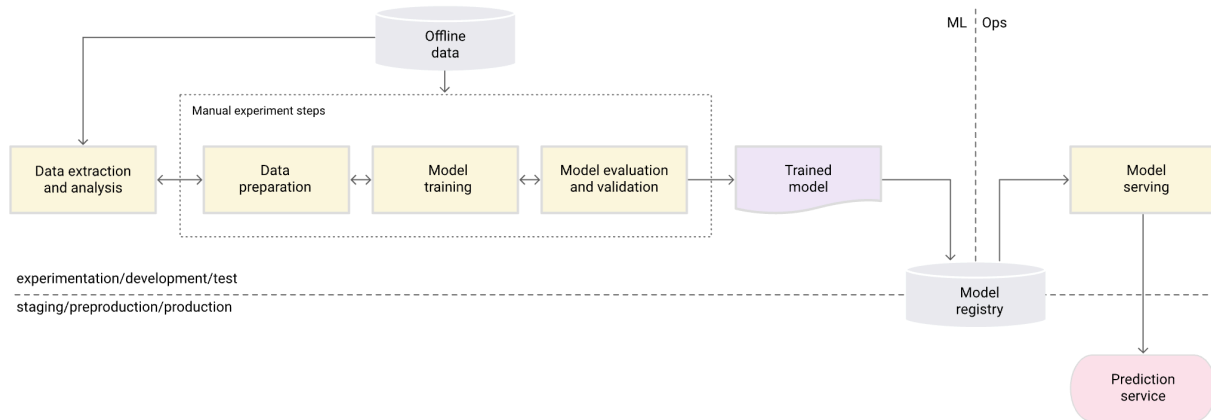 ML Ops
Offline
data
Manual experiment steps
Data extraction
and analysis
Data
preparation
Model
training
Model evaluation
and validation
Trained
model
Model
serving
experimentation/development/test
staging/preproduction/production
Model
registry
Prediction
service